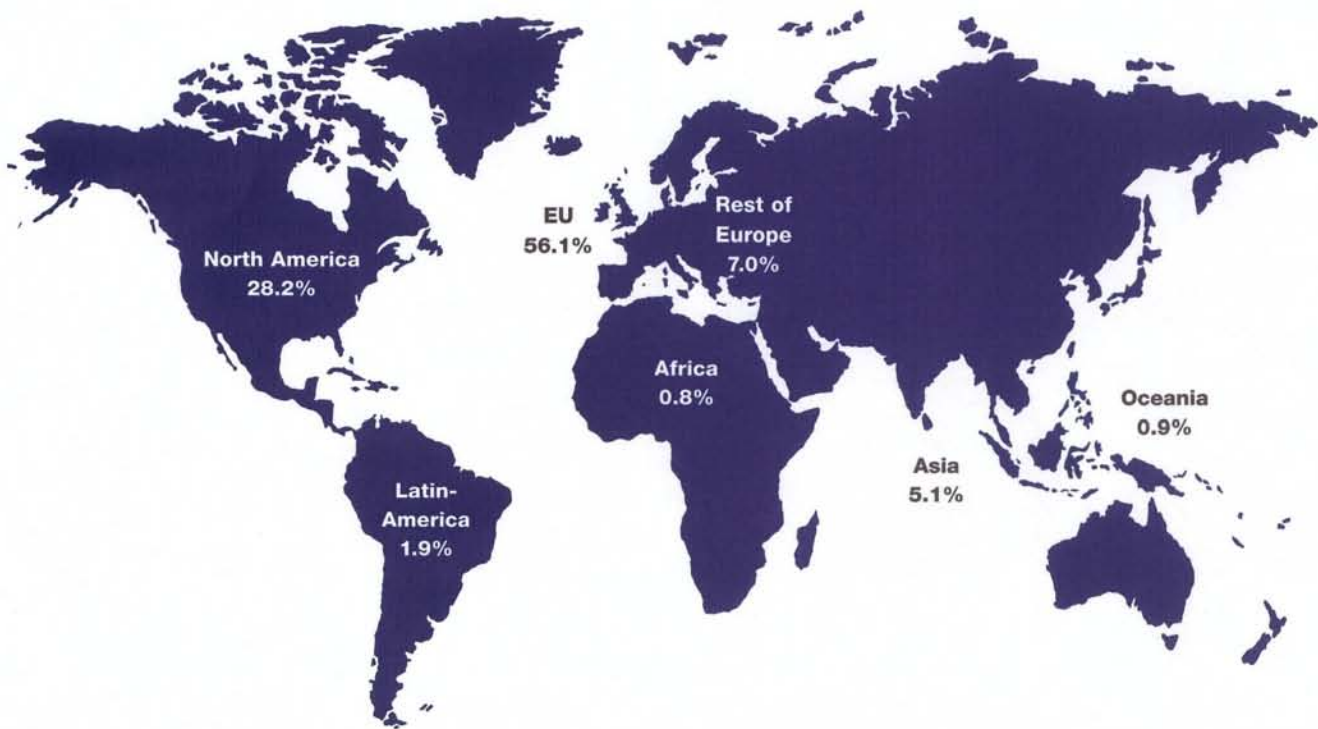 EU
56.1%
Rest of
Europe
7.0%
North America
28.2%
Africa
0.8%
Oceania
0.9%
Asia
5.1%
Latin-
America
1.9%